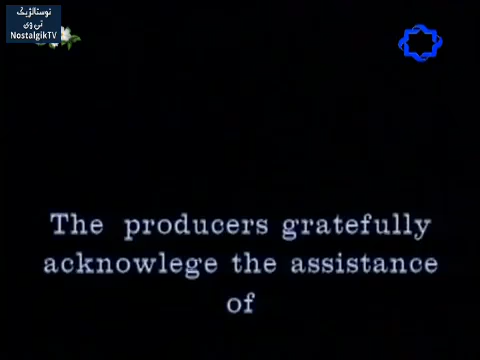 نوستالژیک
تی وی
NostalgikTV
The producers gratefully
acknowlege the assistance
of